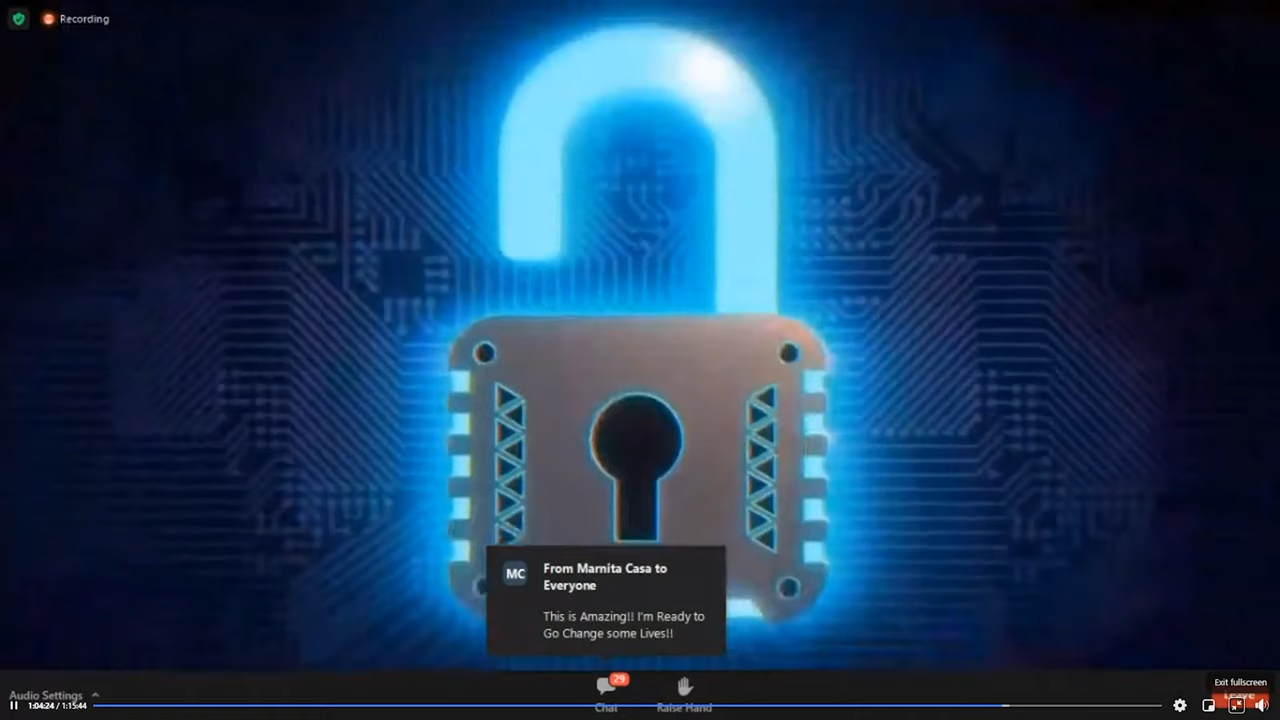 Recording
MC
From Marnita Casa to
Everyone
This is Amazing!! I'm Ready to
Go Change some Lives!!
29
Exit fullscreen
Audio Settings
Chat
Raise Hand
Leave
1:04:24 / 1:15:44